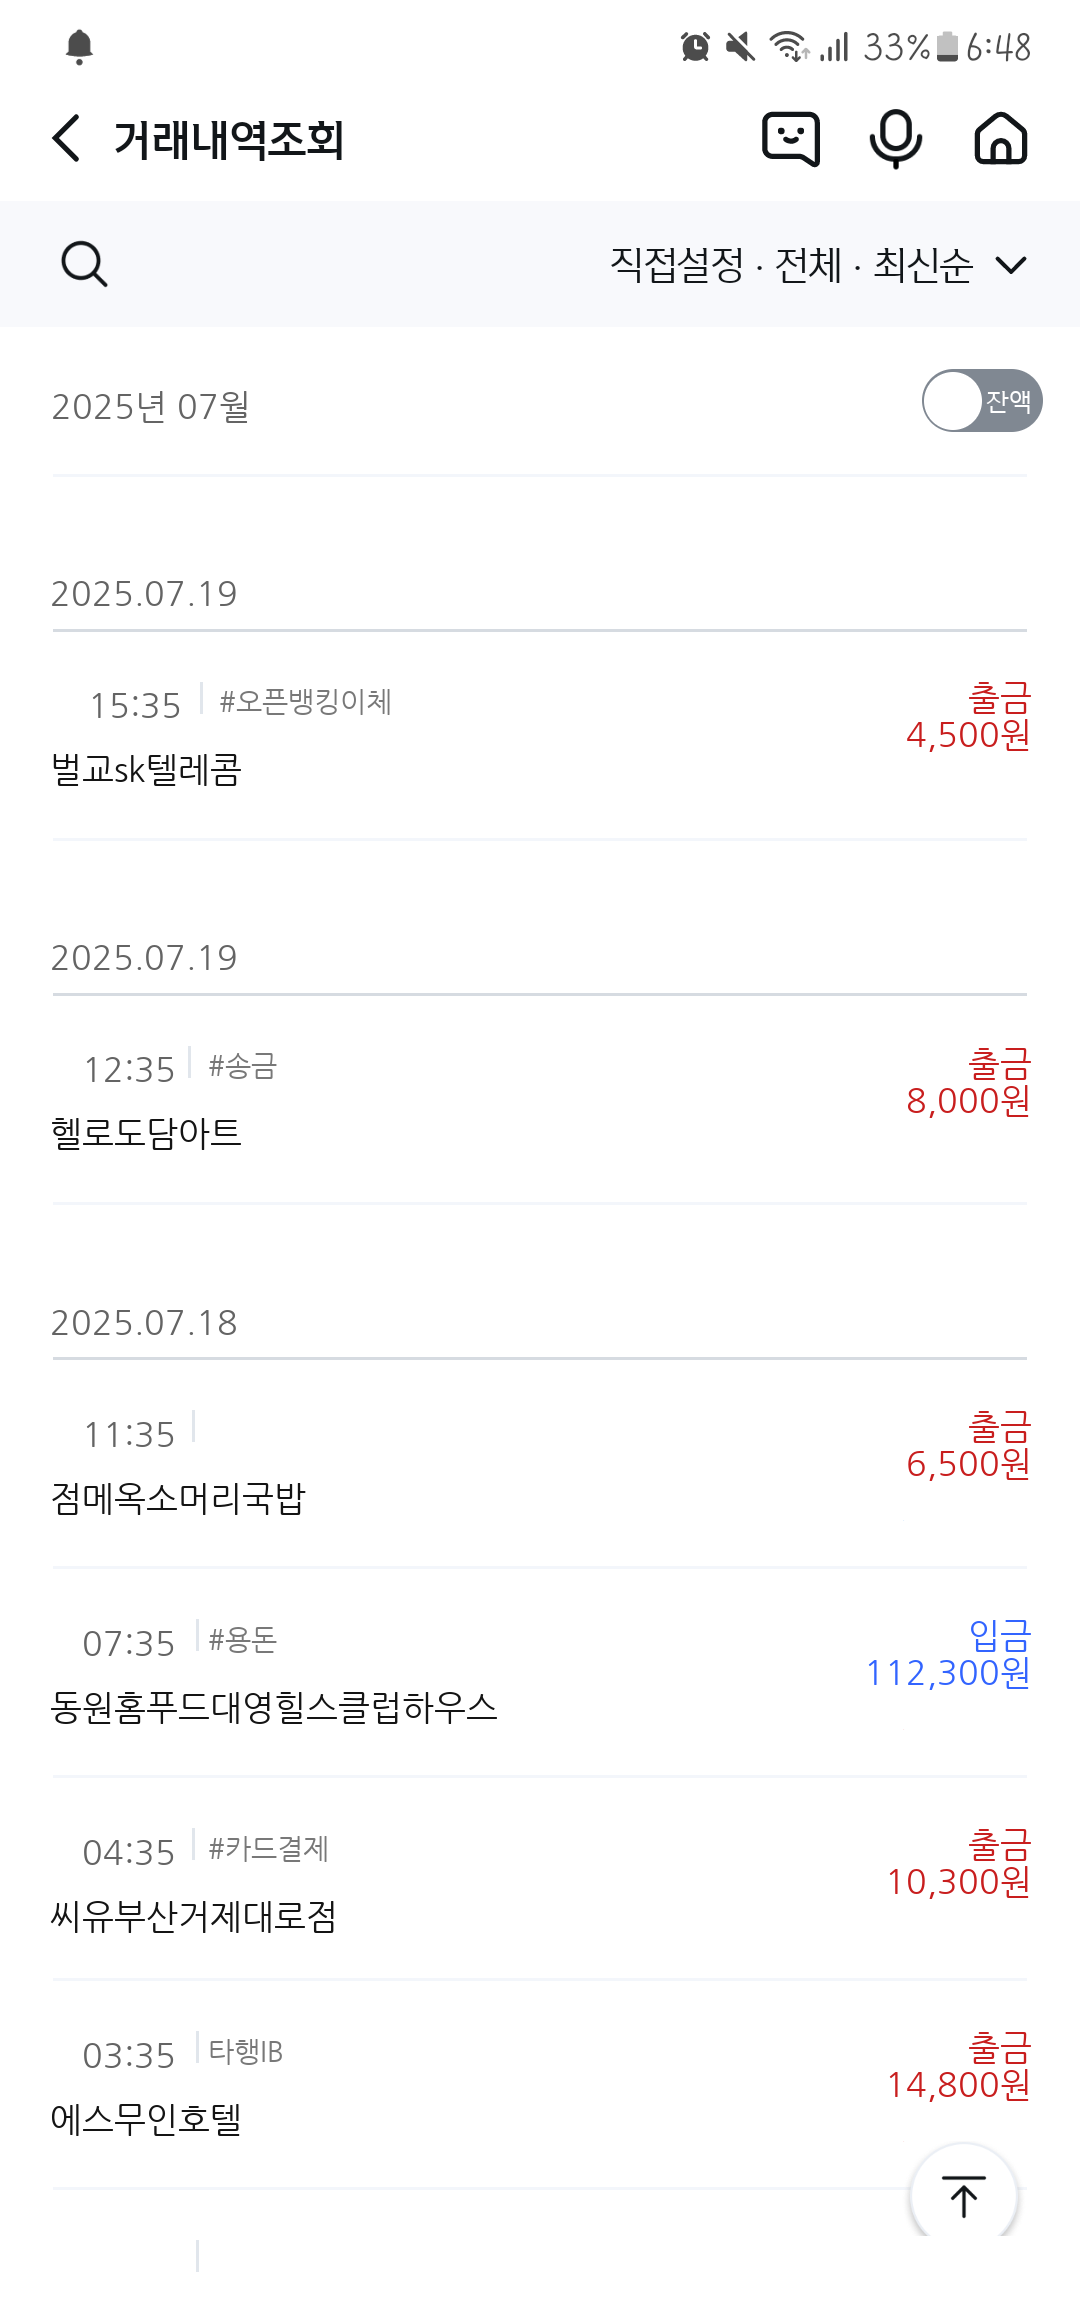 33% 6:48
거래내역조회
직접설정 · 전체 · 최신순
2025년 07월
잔액
2025.07.19
15:35 #오픈뱅킹이체
출금
4,500원
벌교sk텔레콤
2025.07.19
12:35 #송금
출금
8,000원
헬로도담아트
2025.07.18
11:35
출금
6,500원
점메옥소머리국밥
07:35 #용돈
입금
112,300원
동원홈푸드대영힐스클럽하우스
04:35 #카드결제
출금
10,300원
씨유부산거제대로점
03:35 타행IB
출금
14,800원
에스무인호텔